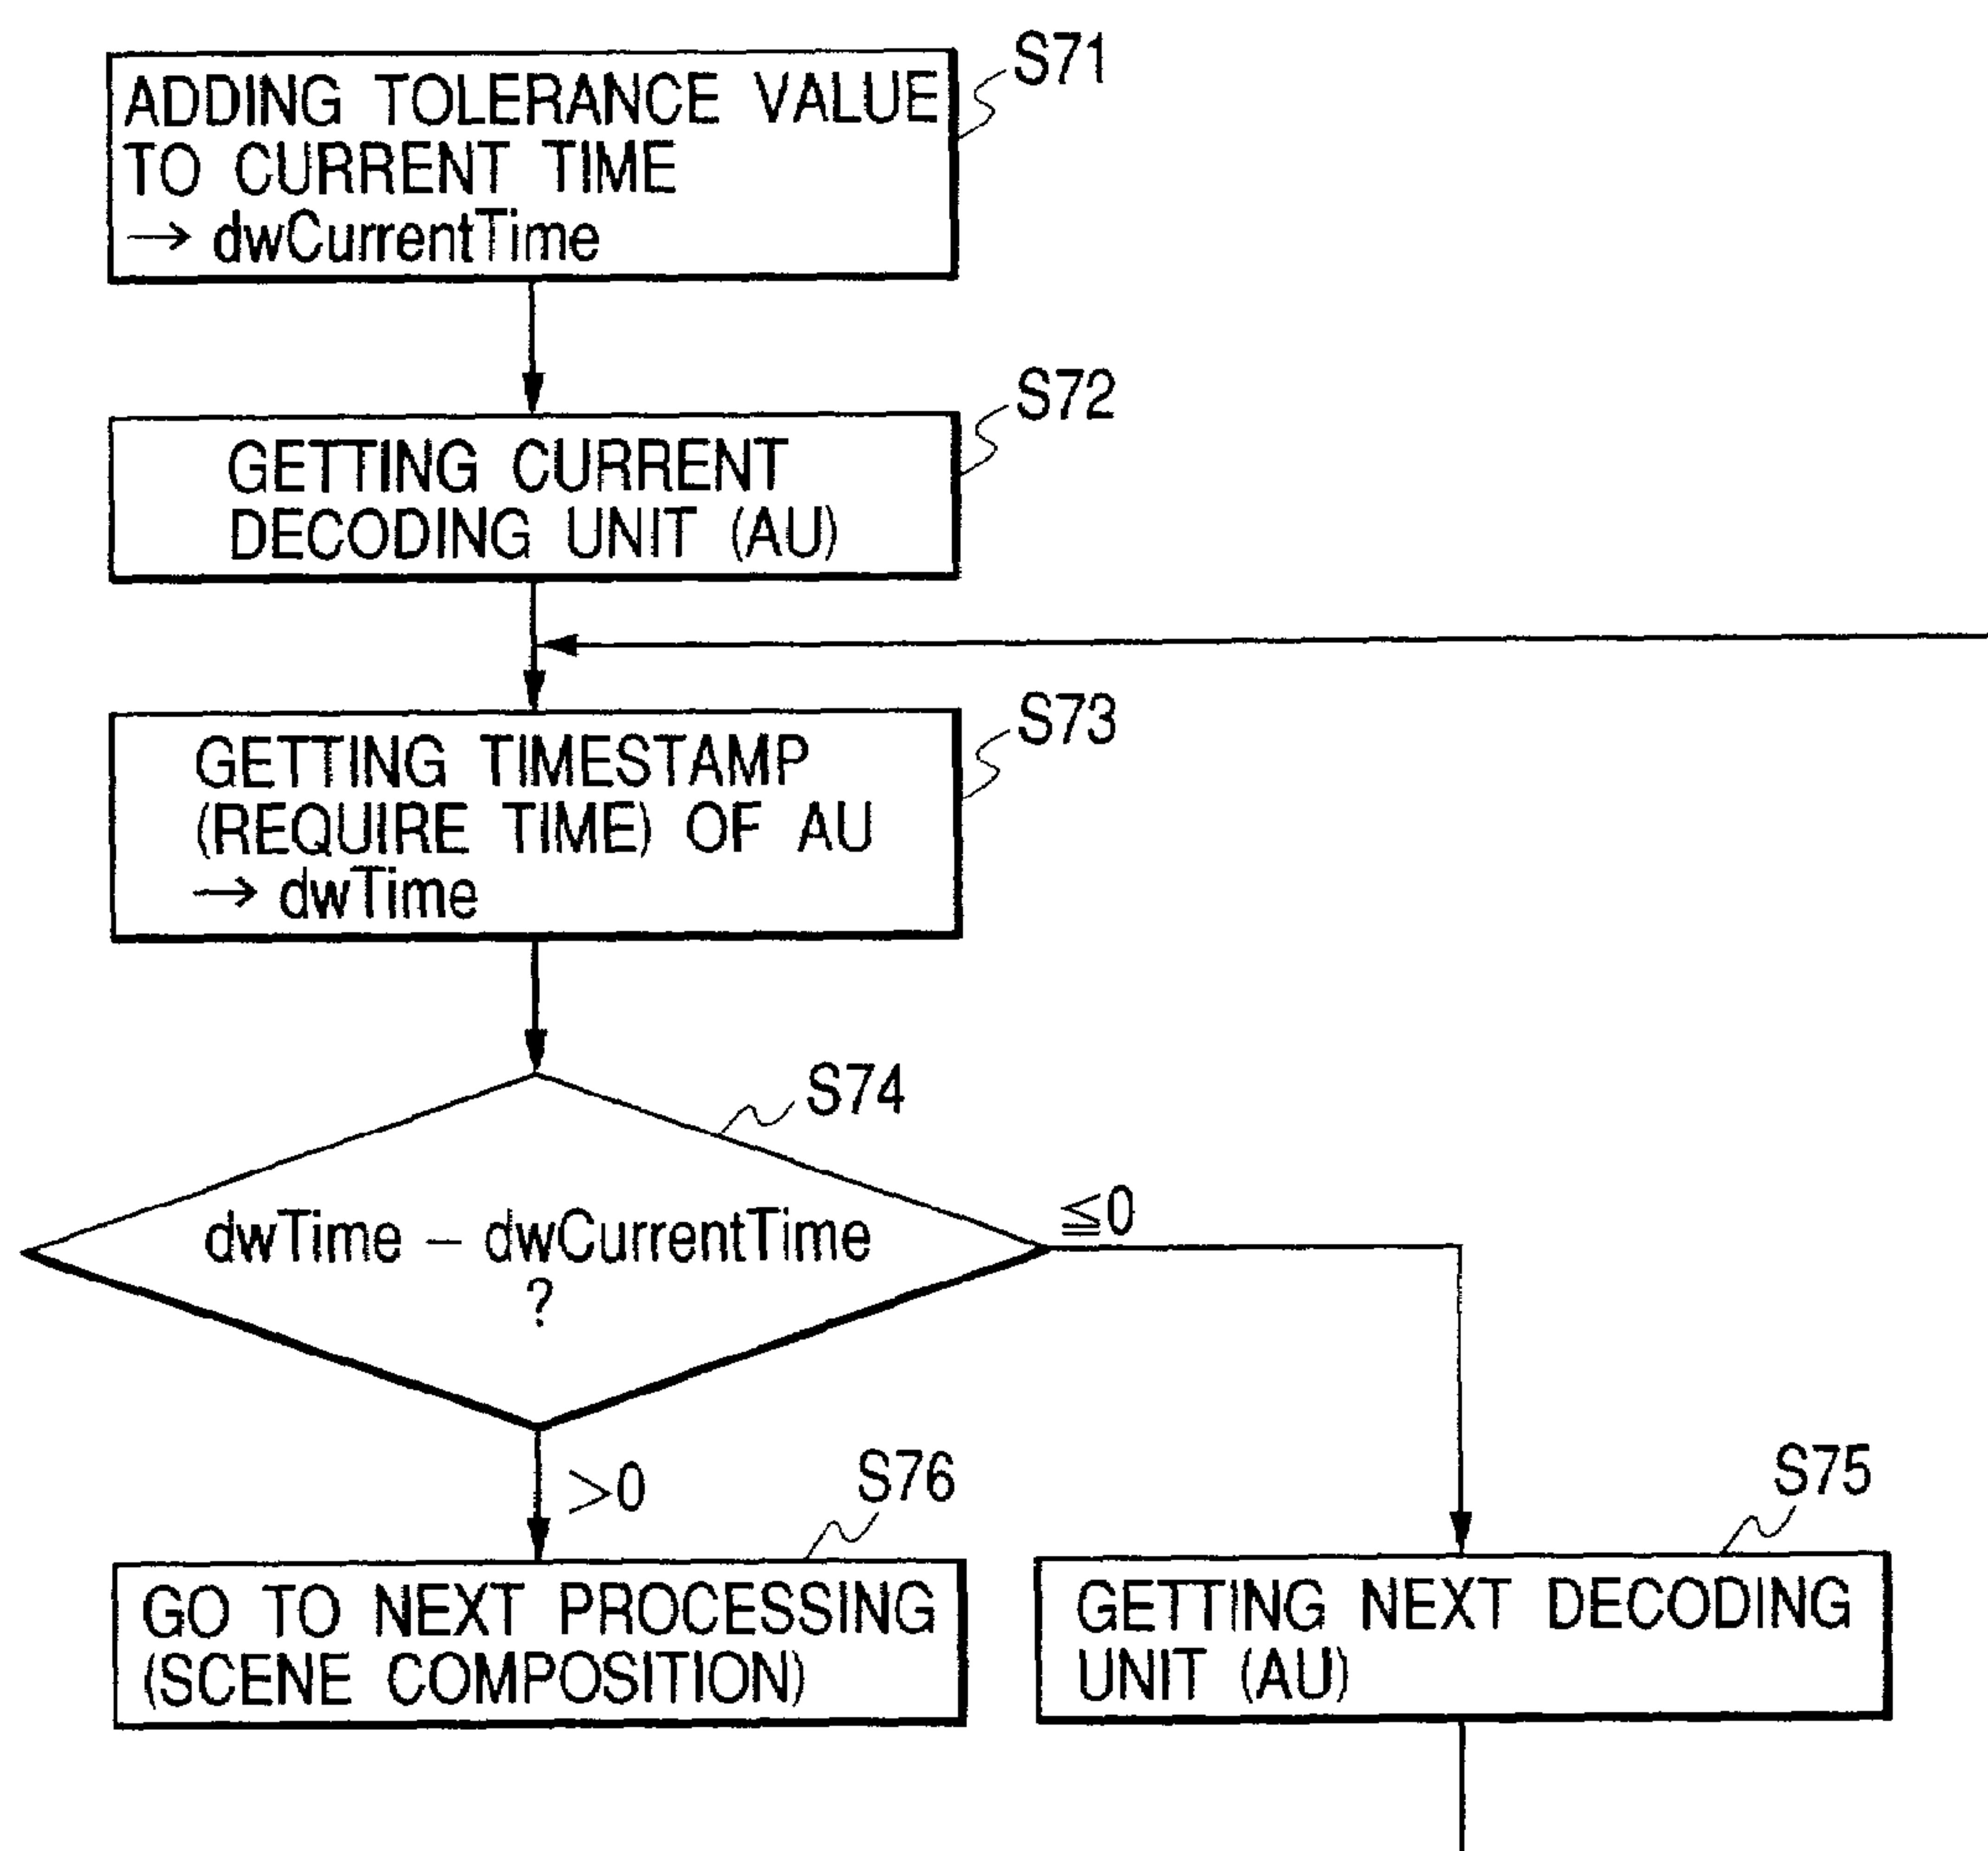 S71
ADDING TOLERANCE VALUE
TO CURRENT TIME
→ dwCurrentTime
S72
GETTING CURRENT
DECODING UNIT (AU)
S73
GETTING TIMESTAMP
(REQUIRE TIME) OF AU
→ dwTime
S74
dwTime – dwCurrentTime
?
≦0
>0
S76
GO TO NEXT PROCESSING
(SCENE COMPOSITION)
S75
GETTING NEXT DECODING
UNIT (AU)